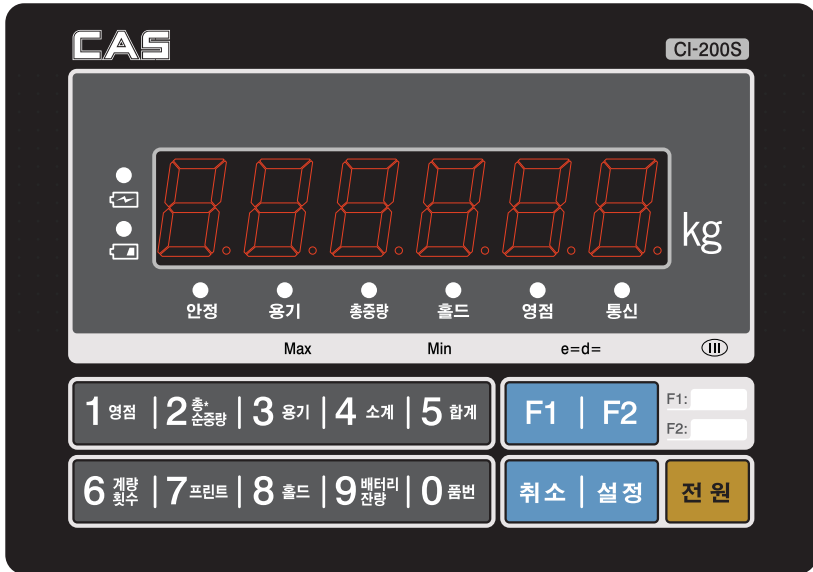 CAS
CI-200S
kg
안정 용기 총중량 홀드 영점 통신
Max Min e=d= III
1 영점 2 총*순중량 3 용기 4 소계 5 합계
F1 F2
F1:
F2:
6 계량횟수 7 프린트 8 홀드 9 배터리잔량 0 품번
취소 설정 전원